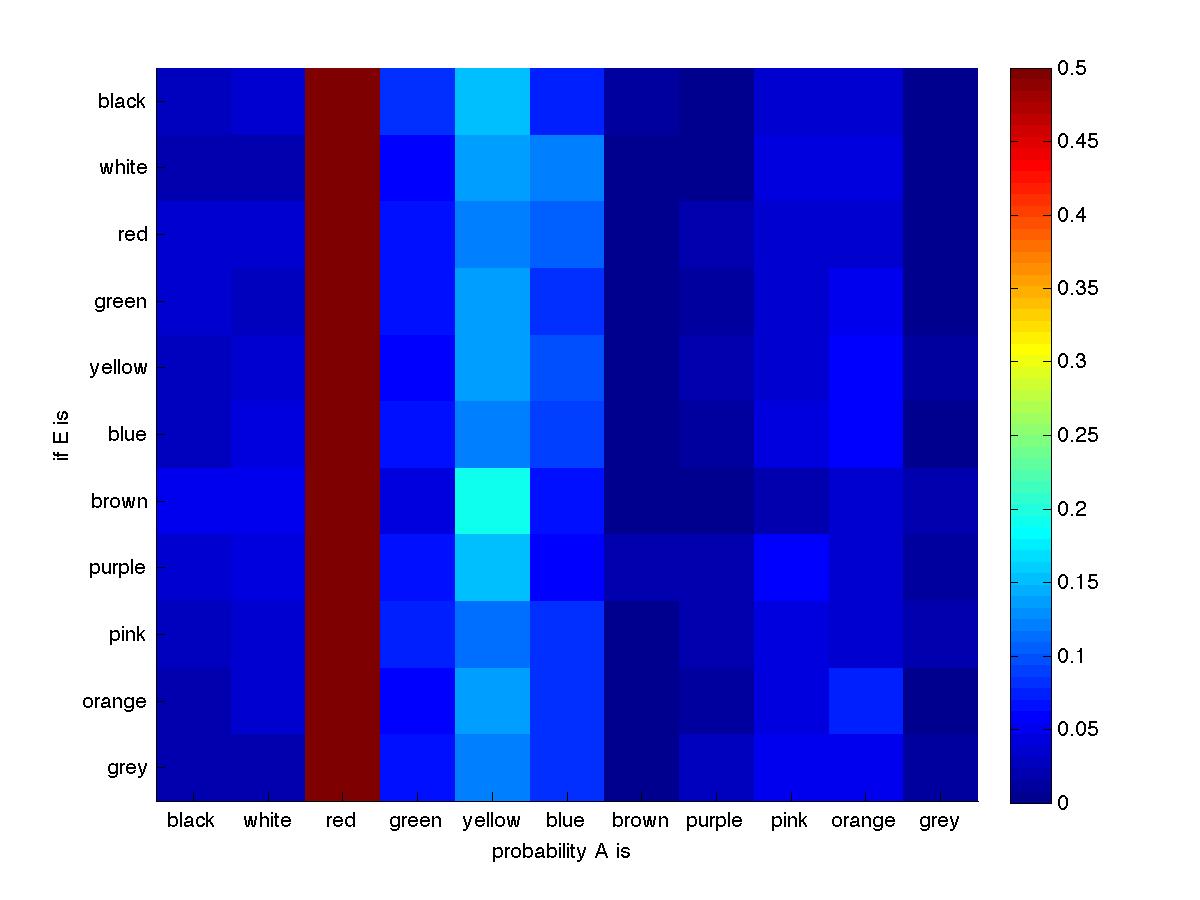 black
white
red
green
yellow
blue
brown
purple
pink
orange
grey
if E is
black white red green yellow blue brown purple pink orange grey
probability A is
0.5
0.45
0.4
0.35
0.3
0.25
0.2
0.15
0.1
0.05
0